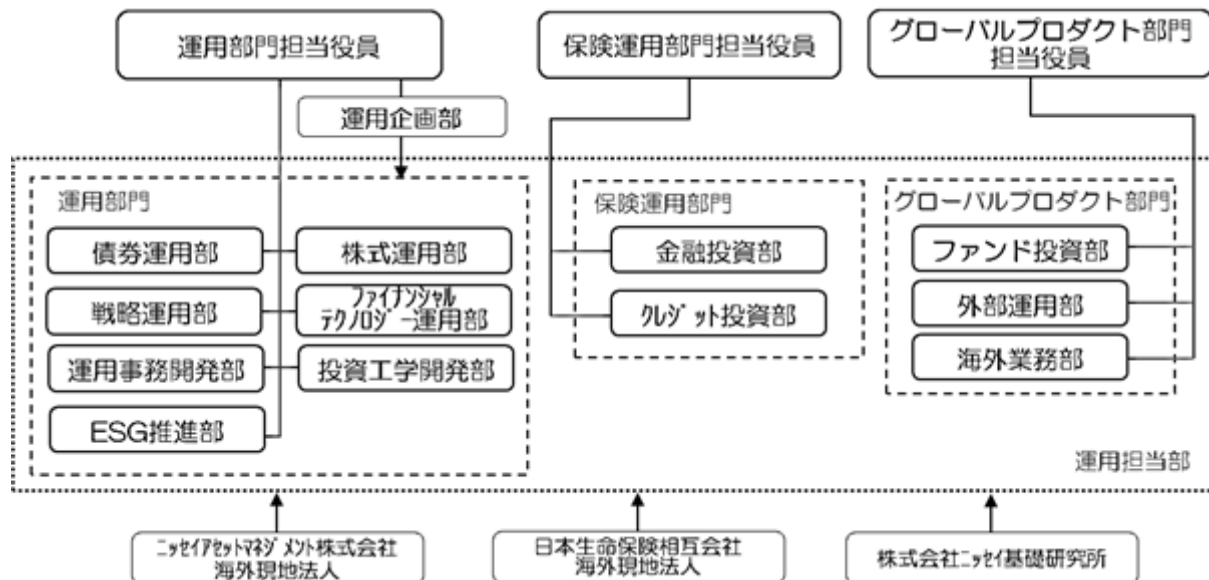 運用部門担当役員
保険運用部門担当役員
グローバルプロダクト部門
担当役員
運用企画部
運用部門
債券運用部
株式運用部
戦略運用部
ファイナンシャル
テクノロジー運用部
運用事務開発部
投資工学開発部
ESG推進部
保険運用部門
金融投資部
クレジット投資部
グローバルプロダクト部門
ファンド投資部
外部運用部
海外業務部
運用担当部
ニッセイアセットマネジメント株式会社
海外現地法人
日本生命保険相互会社
海外現地法人
株式会社ニッセイ基礎研究所